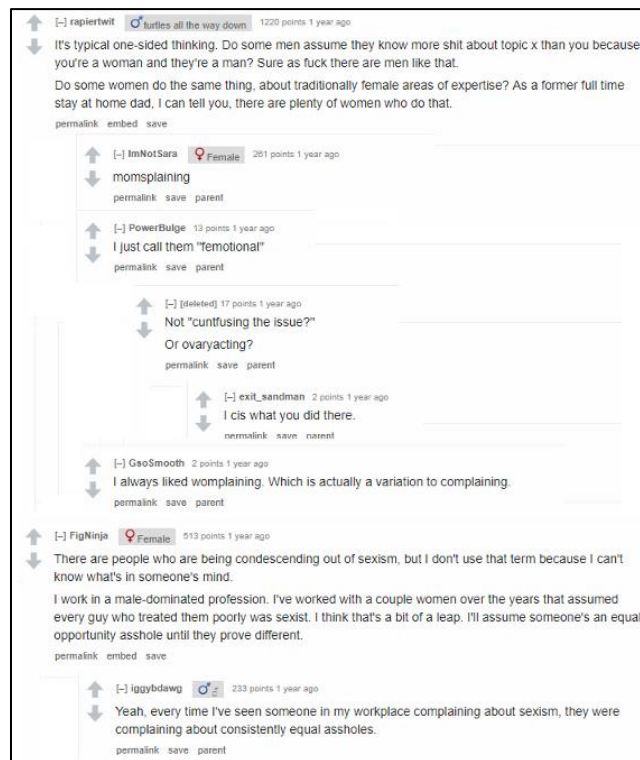 [–] rapiertwit turtles all the way down 1220 points 1 year ago
It's typical one-sided thinking. Do some men assume they know more shit about topic x than you because
you're a woman and they're a man? Sure as fuck there are men like that.
Do some women do the same thing, about traditionally female areas of expertise? As a former full time
stay at home dad, I can tell you, there are plenty of women who do that.
permalink embed save
[–] ImNotSara ♀ Female 261 points 1 year ago
momsplaining
permalink save parent
[–] PowerBulge 13 points 1 year ago
I just call them "femotional"
permalink save parent
[–] [deleted] 17 points 1 year ago
Not "cuntfusing the issue?"
Or ovaryacting?
permalink save parent
[–] exit_sandman 2 points 1 year ago
I cis what you did there.
permalink save parent
[–] GsoSmooth 2 points 1 year ago
I always liked womplaining. Which is actually a variation to complaining.
permalink save parent
[–] FigNinja ♀ Female 513 points 1 year ago
There are people who are being condescending out of sexism, but I don't use that term because I can't
know what's in someone's mind.
I work in a male-dominated profession. I've worked with a couple women over the years that assumed
every guy who treated them poorly was sexist. I think that's a bit of a leap. I'll assume someone's an equal
opportunity asshole until they prove different.
permalink embed save
[–] iggybdawg ♂ 233 points 1 year ago
Yeah, every time I've seen someone in my workplace complaining about sexism, they were
complaining about consistently equal assholes.
permalink save parent